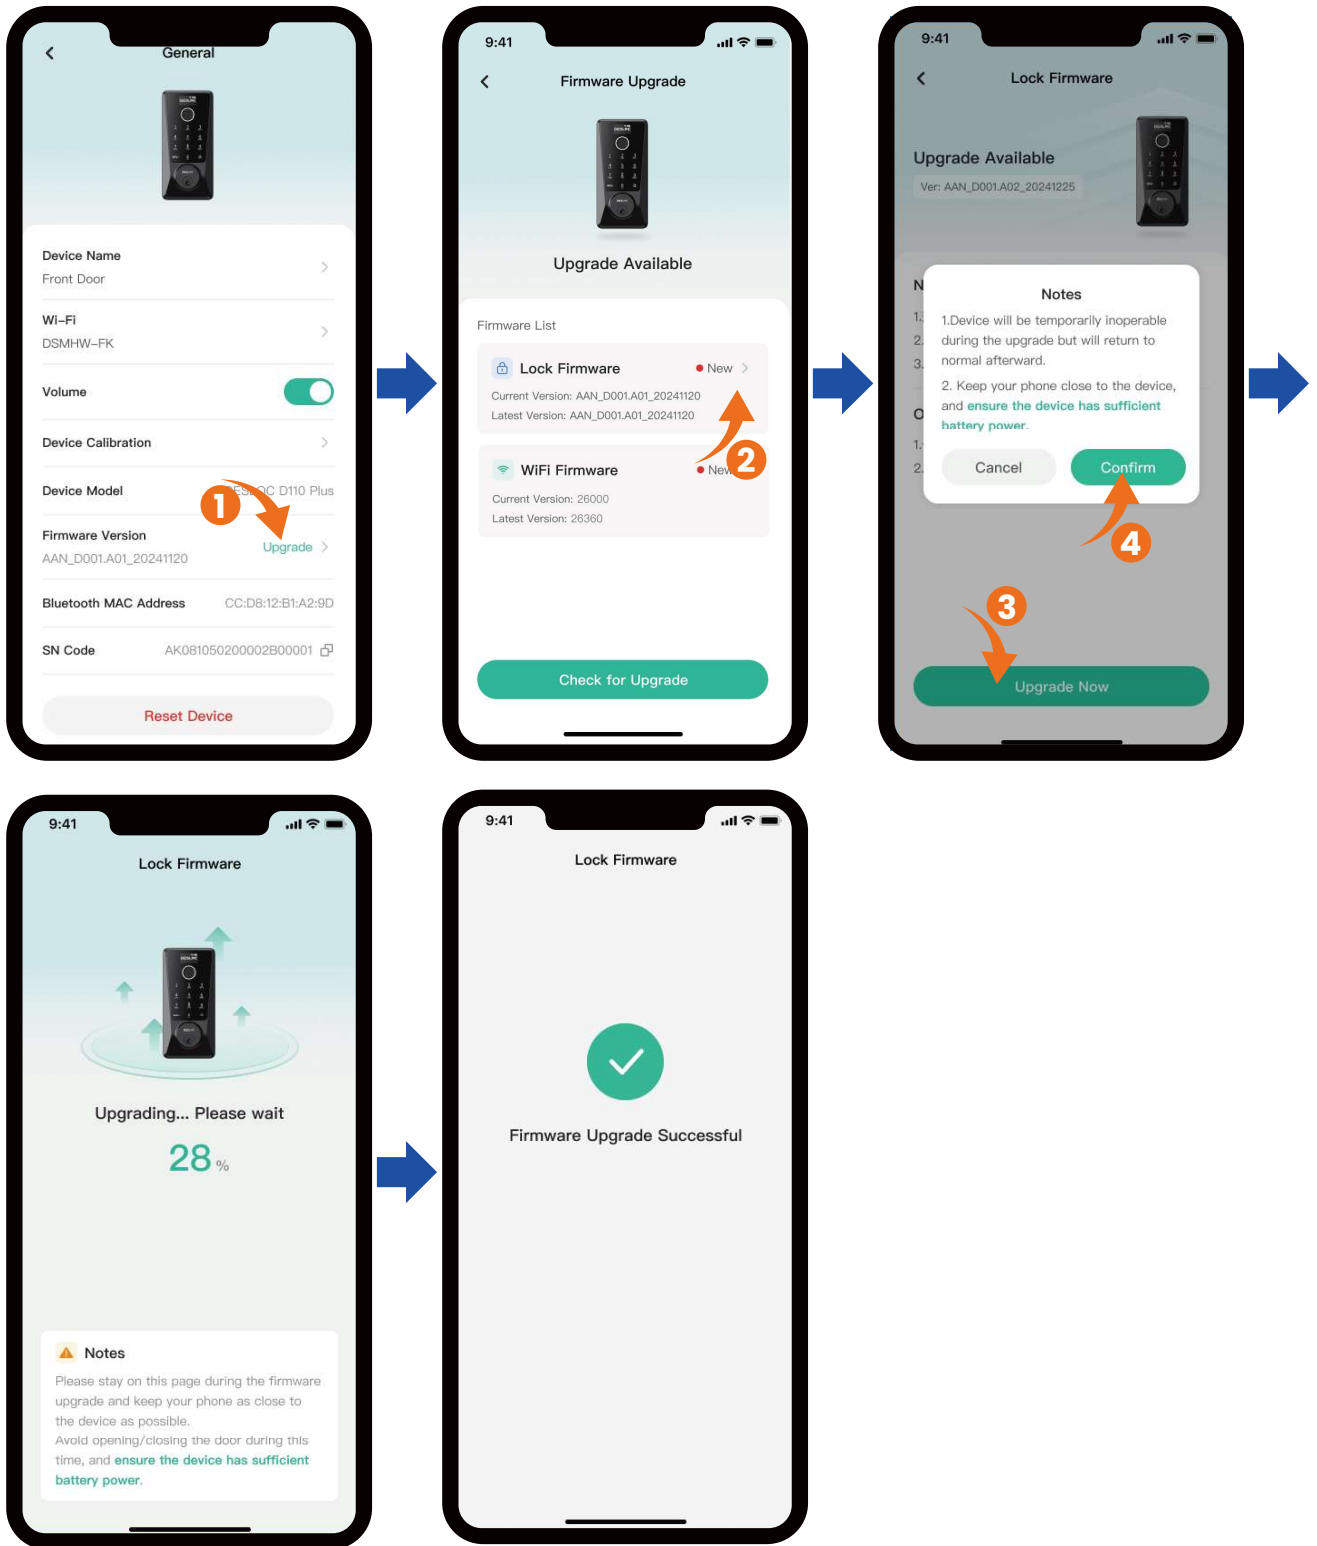 General
Device Name
Front Door
Wi-Fi
DSMHW-FK
Volume
Device Calibration
Device Model
DESLOC D110 Plus
1
Firmware Version
AAN_D001.A01_20241120
Upgrade
Bluetooth MAC Address
CC:D8:12:B1:A2:9D
SN Code
AK081050200002B00001
Reset Device
9:41
Firmware Upgrade
Upgrade Available
Firmware List
Lock Firmware
New
Current Version: AAN_D001.A01_20241120
Latest Version: AAN_D001.A01_20241120
2
WiFi Firmware
New
Current Version: 26000
Latest Version: 26360
Check for Upgrade
9:41
Lock Firmware
Upgrade Available
Ver: AAN_D001.A02_20241225
Notes
1.Device will be temporarily inoperable
during the upgrade but will return to
normal afterward.
2. Keep your phone close to the device,
and ensure the device has sufficient
battery power.
Cancel
Confirm
4
3
Upgrade Now
9:41
Lock Firmware
Upgrading... Please wait
28 %
Notes
Please stay on this page during the firmware
upgrade and keep your phone as close to
the device as possible.
Avoid opening/closing the door during this
time, and ensure the device has sufficient
battery power.
9:41
Lock Firmware
Firmware Upgrade Successful